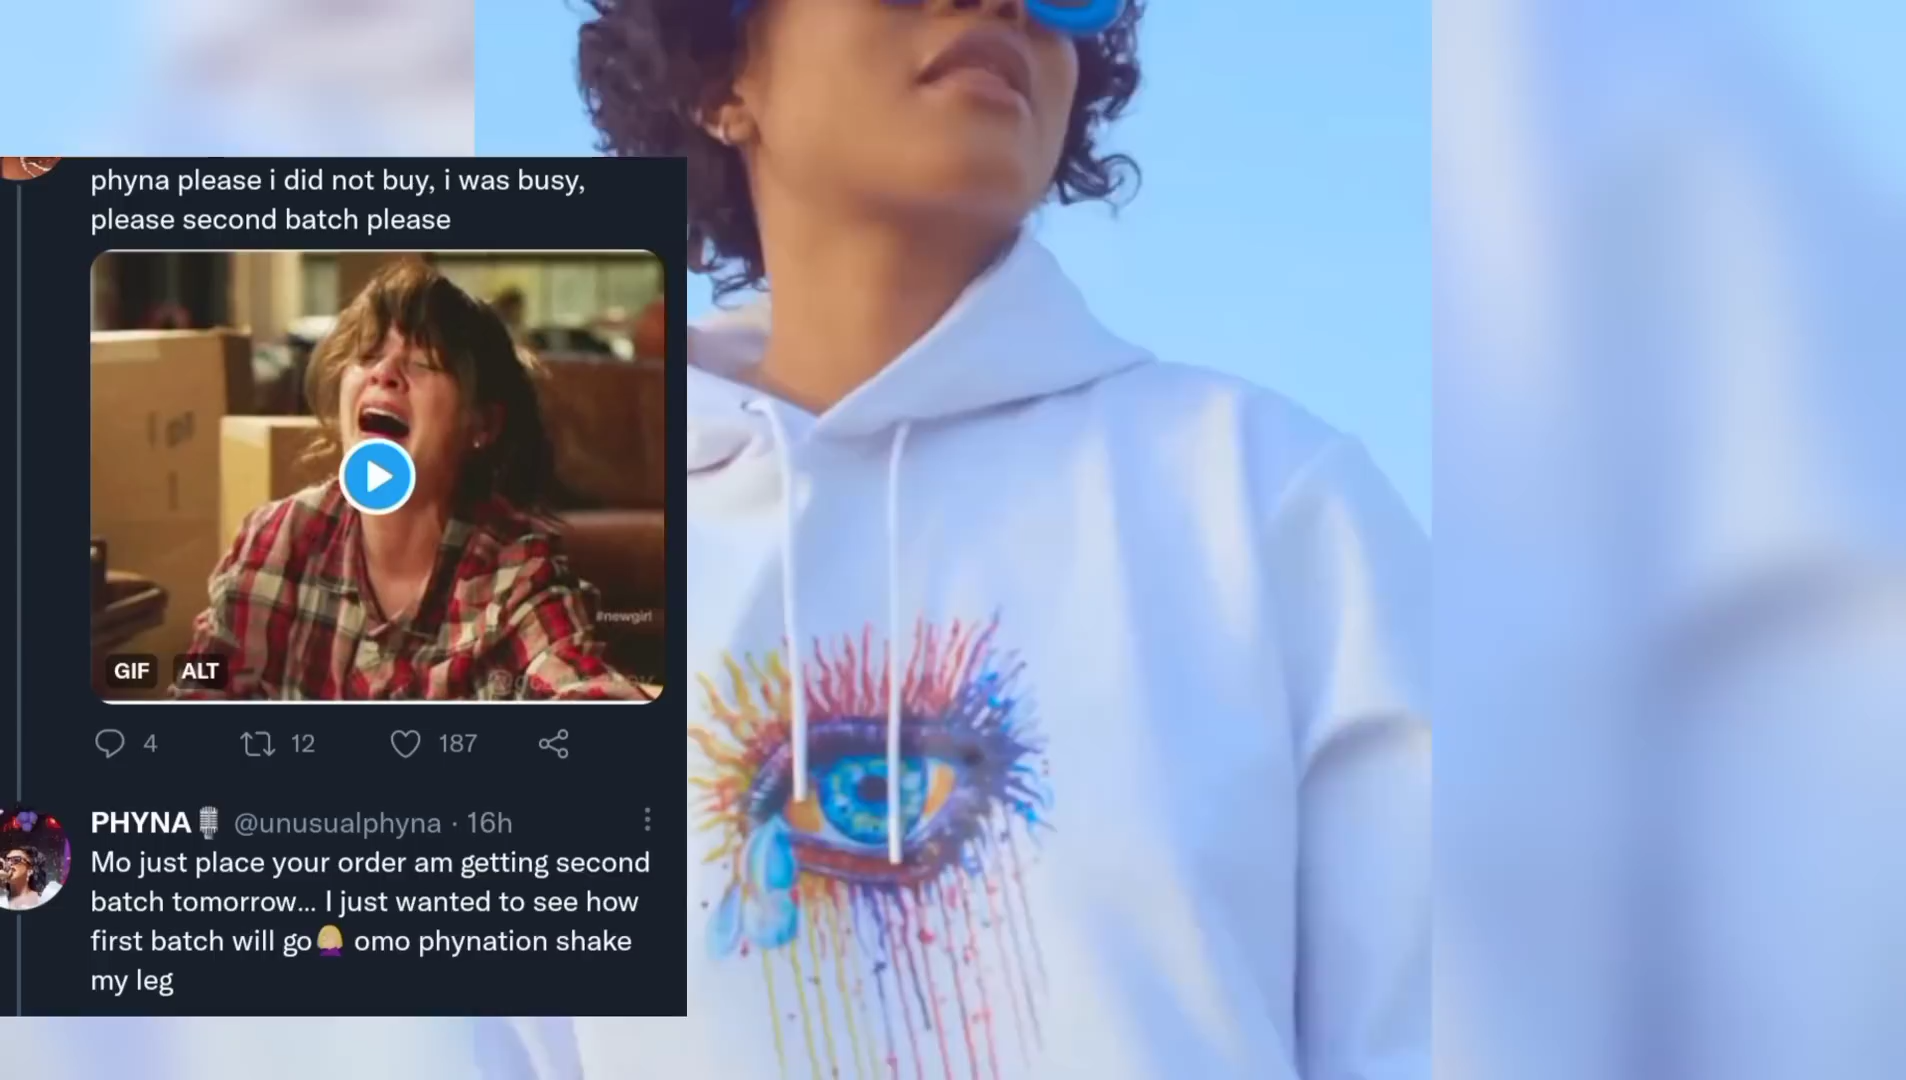 phyna please i did not buy, i was busy,
please second batch please
#newgirl
GIF ALT
4 12 187
PHYNA🎙️ @unusualphyna · 16h
Mo just place your order am getting second
batch tomorrow... I just wanted to see how
first batch will go🤦🏼‍♀️ omo phynation shake
my leg